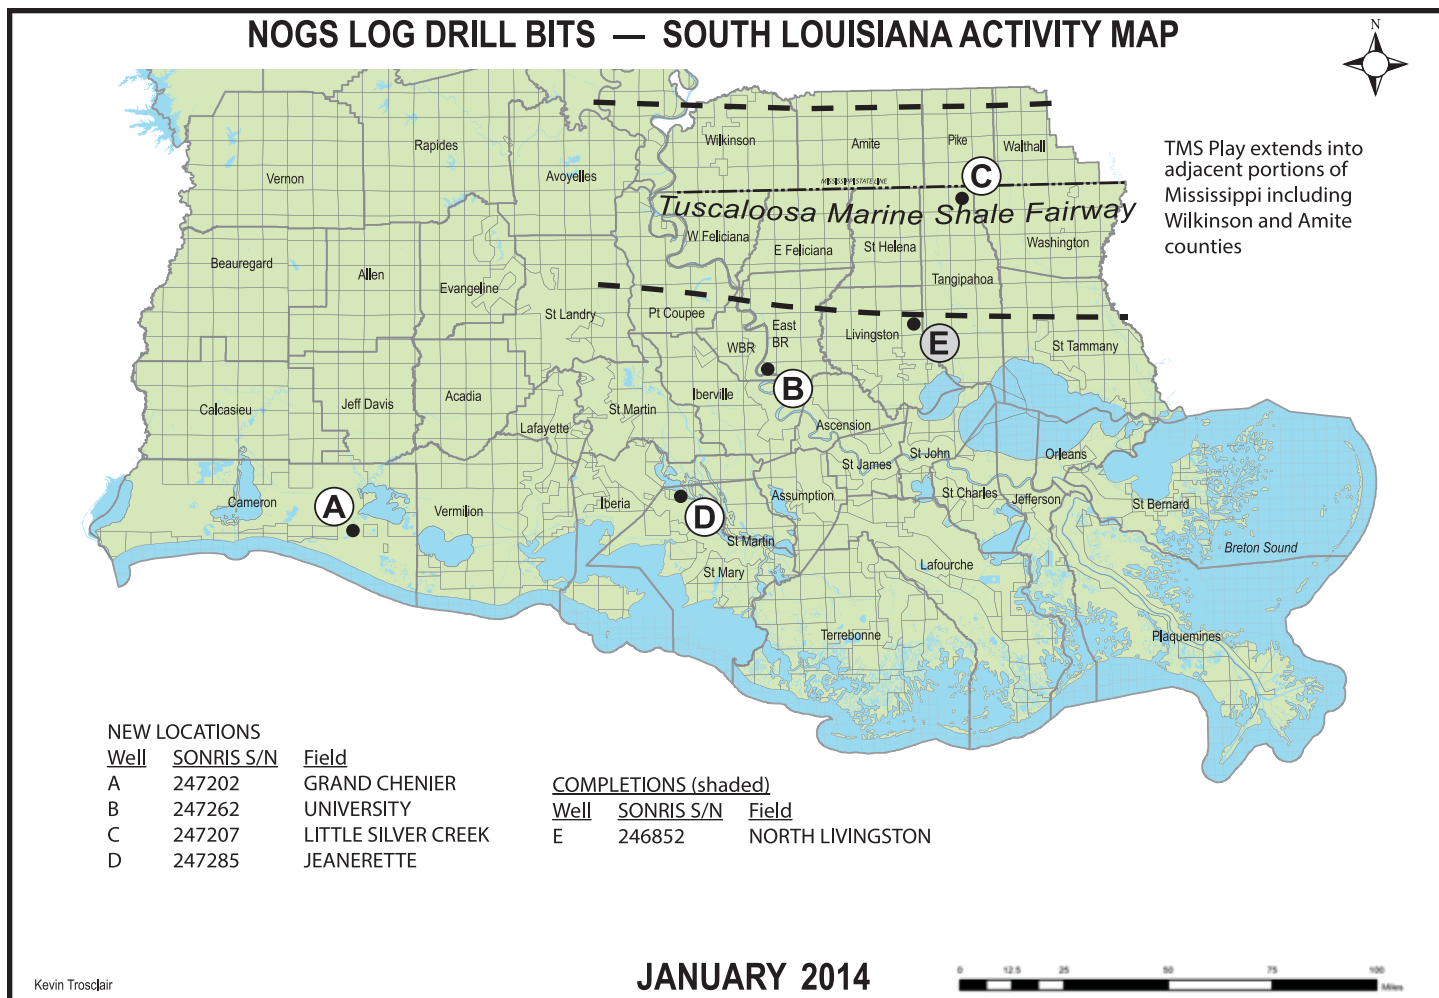 NOGS LOG DRILL BITS — SOUTH LOUISIANA ACTIVITY MAP
N
TMS Play extends into
adjacent portions of
Mississippi including
Wilkinson and Amite
counties
Wilkinson
Amite
Pike
Walthall
Rapides
Vernon
Avoyelles
MISSISSIPPI STATE LINE
C
Tuscaloosa Marine Shale Fairway
W Feliciana
E Feliciana
St Helena
Washington
Beauregard
Allen
Evangeline
Tangipahoa
St Landry
Pt Coupee
East
BR
WBR
Livingston
E
St Tammany
B
Calcasieu
Jeff Davis
Acadia
Iberville
St Martin
Lafayette
Ascension
St John
Orleans
St James
Cameron
A
Vermilion
Iberia
D
Assumption
St Charles
Jefferson
St Bernard
St Martin
Breton Sound
St Mary
Lafourche
Terrebonne
Plaquemines
NEW LOCATIONS
Well SONRIS S/N Field
A 247202 GRAND CHENIER
B 247262 UNIVERSITY
C 247207 LITTLE SILVER CREEK
D 247285 JEANERETTE
COMPLETIONS (shaded)
Well SONRIS S/N Field
E 246852 NORTH LIVINGSTON
Kevin Trosclair
JANUARY 2014
0 12.5 25 50 75 100
Miles